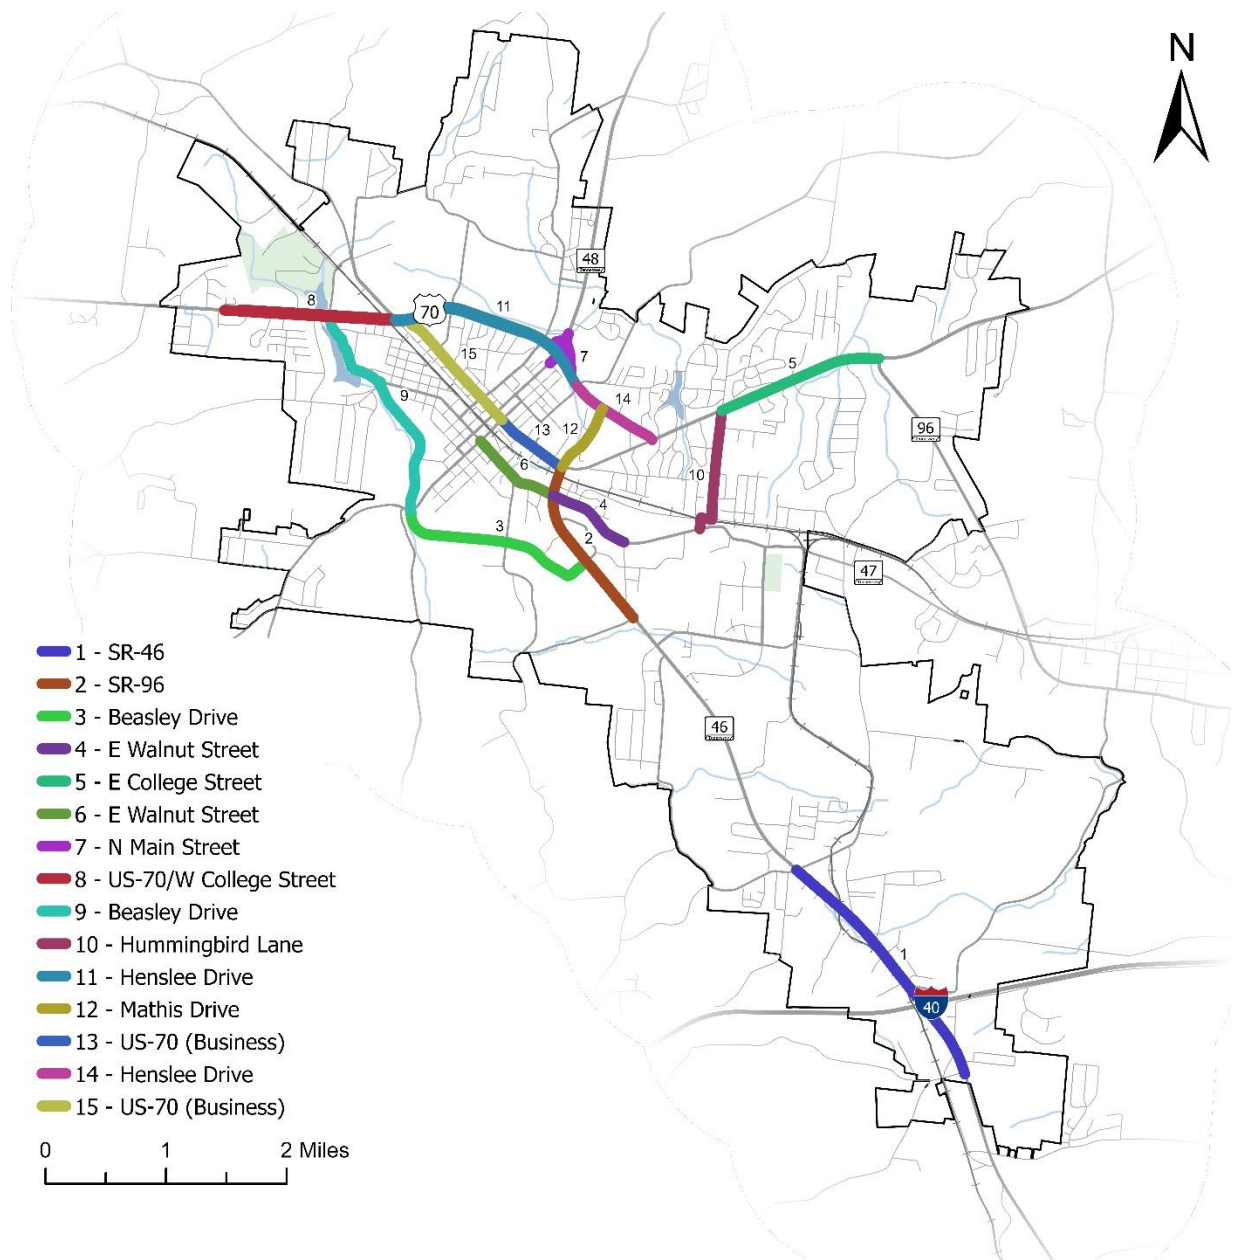 N
48
8
70
11
7
15
5
9
14
96
13
12
6
10
4
3
2
47
1 - SR-46
2 - SR-96
3 - Beasley Drive
46
4 - E Walnut Street
5 - E College Street
6 - E Walnut Street
7 - N Main Street
8 - US-70/W College Street
9 - Beasley Drive
10 - Hummingbird Lane
1
11 - Henslee Drive
40
12 - Mathis Drive
13 - US-70 (Business)
14 - Henslee Drive
15 - US-70 (Business)
0 1 2 Miles